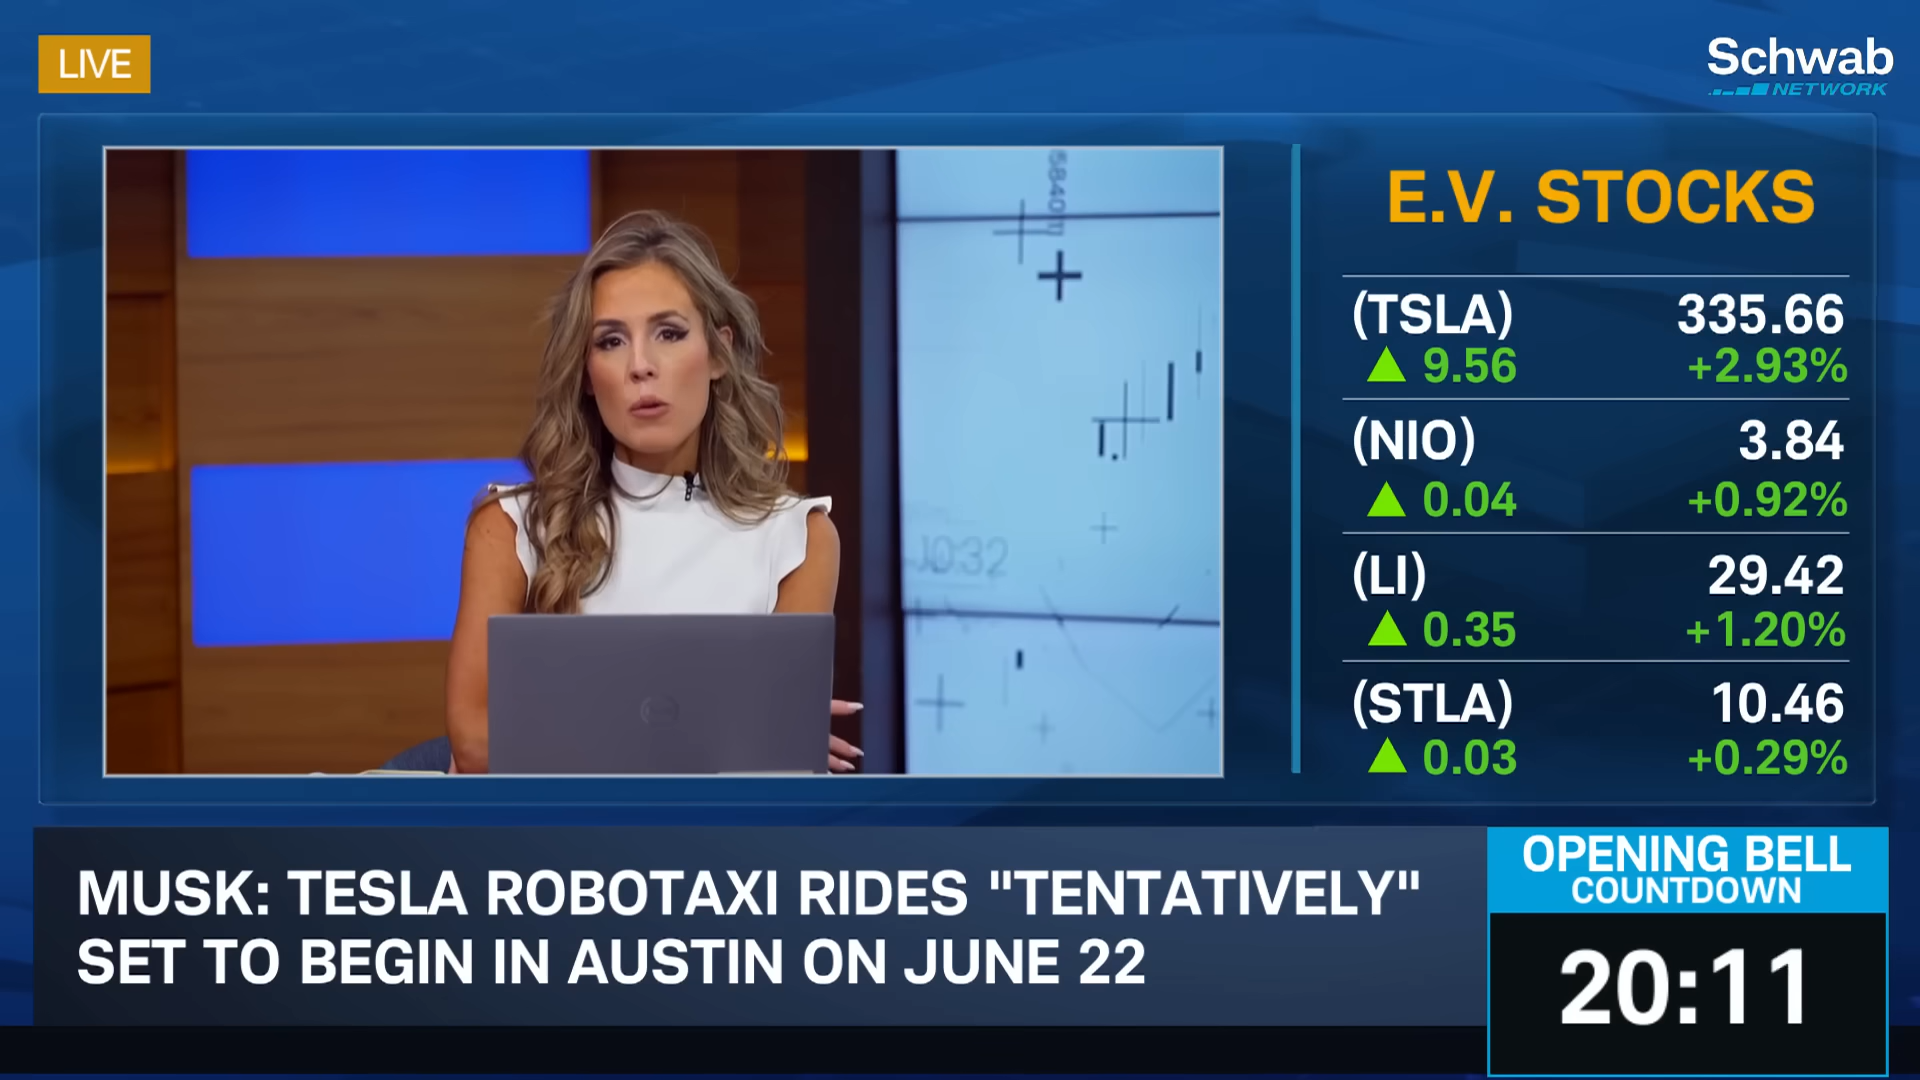 LIVE
Schwab
NETWORK
E.V. STOCKS
(TSLA) 335.66
▲ 9.56 +2.93%
(NIO) 3.84
▲ 0.04 +0.92%
(LI) 29.42
▲ 0.35 +1.20%
(STLA) 10.46
▲ 0.03 +0.29%
MUSK: TESLA ROBOTAXI RIDES "TENTATIVELY"
SET TO BEGIN IN AUSTIN ON JUNE 22
OPENING BELL
COUNTDOWN
20:11